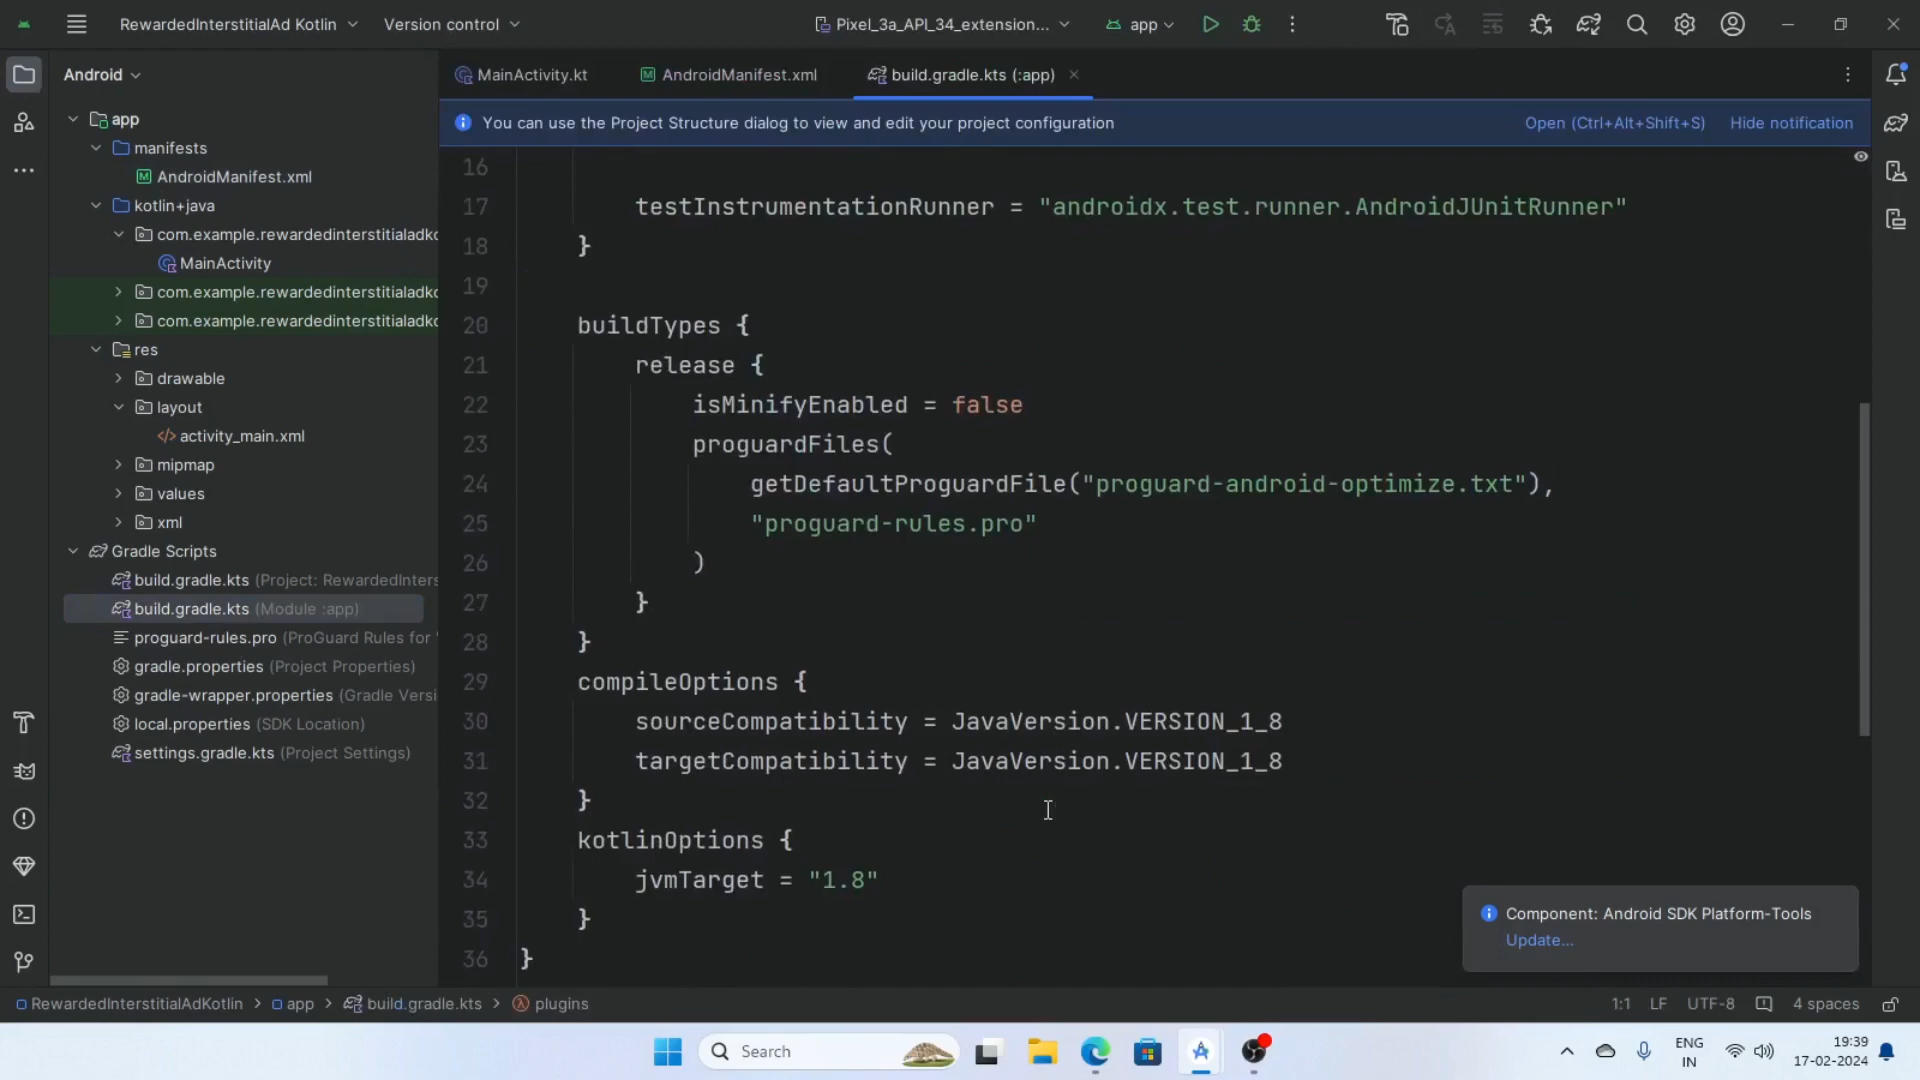 RewardedInterstitialAd Kotlin
Version control
Pixel_3a_API_34_extension...
app
Android
MainActivity.kt
AndroidManifest.xml
build.gradle.kts (:app)
You can use the Project Structure dialog to view and edit your project configuration
Open (Ctrl+Alt+Shift+S)
Hide notification
app
manifests
AndroidManifest.xml
kotlin+java
com.example.rewardedinterstitialadko
MainActivity
com.example.rewardedinterstitialadko
com.example.rewardedinterstitialadko
res
drawable
layout
activity_main.xml
mipmap
values
xml
Gradle Scripts
build.gradle.kts (Project: RewardedInters
build.gradle.kts (Module :app)
proguard-rules.pro (ProGuard Rules for "
gradle.properties (Project Properties)
gradle-wrapper.properties (Gradle Versi
local.properties (SDK Location)
settings.gradle.kts (Project Settings)
16
17 testInstrumentationRunner = "androidx.test.runner.AndroidJUnitRunner"
18 }
19
20 buildTypes {
21 release {
22 isMinifyEnabled = false
23 proguardFiles(
24 getDefaultProguardFile("proguard-android-optimize.txt"),
25 "proguard-rules.pro"
26 )
27 }
28 }
29 compileOptions {
30 sourceCompatibility = JavaVersion.VERSION_1_8
31 targetCompatibility = JavaVersion.VERSION_1_8
32 }
33 kotlinOptions {
34 jvmTarget = "1.8"
35 }
36 }
Component: Android SDK Platform-Tools
Update...
RewardedInterstitialAdKotlin > app > build.gradle.kts > plugins
1:1 LF UTF-8 4 spaces
Search
ENG
IN
19:39
17-02-2024